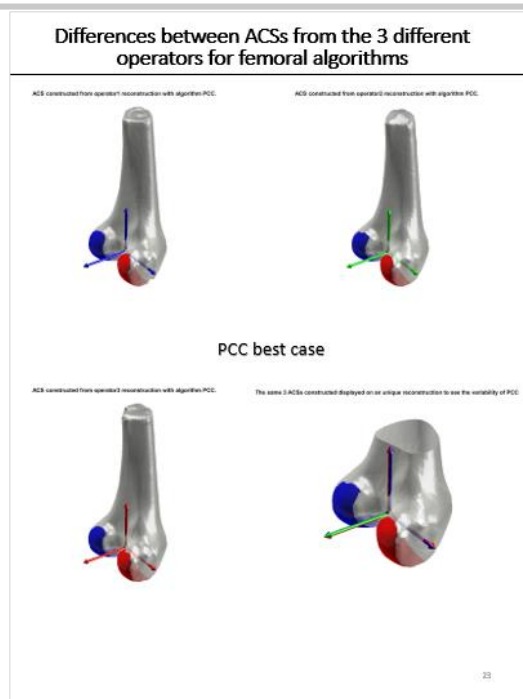 Differences between ACSs from the 3 different
operators for femoral algorithms
ACS constructed from operator1 reconstruction with algorithm PCC.
ACS constructed from operator2 reconstruction with algorithm PCC.
PCC best case
ACS constructed from operator3 reconstruction with algorithm PCC.
The same 3 ACSs constructed displayed on an unique reconstruction to see the variability of PCC
23